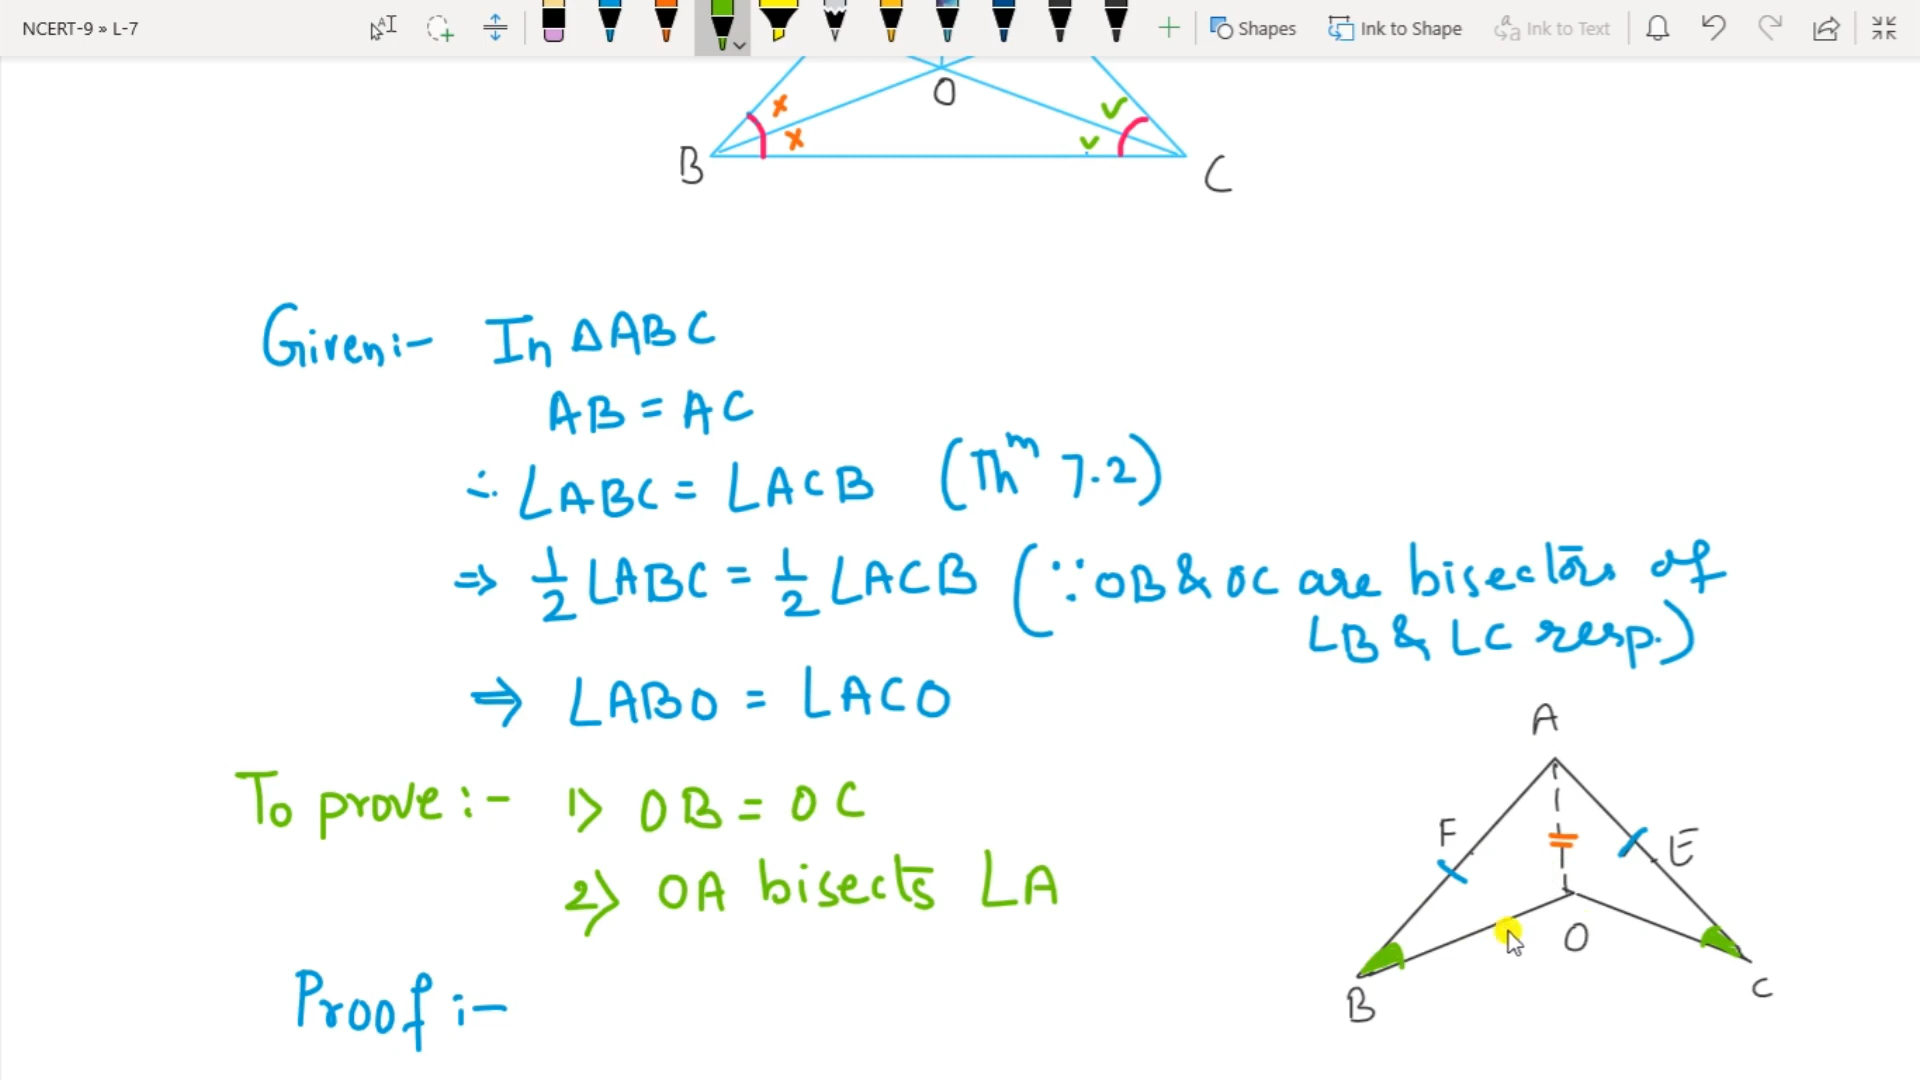 NCERT-9 » L-7
Shapes
Ink to Shape
Ink to Text
O
x
x
v
v
B
C
Given:- In ΔABC
AB = AC
∴ ∠ABC = ∠ACB (Thᵐ 7.2)
⇒ 1/2 ∠ABC = 1/2 ∠ACB (∵ OB & OC are bisectors of
∠B & ∠C resp.)
⇒ ∠ABO = ∠ACO
To prove:- 1) OB = OC
2) OA bisects ∠A
Proof:-
A
F
E
O
B
C